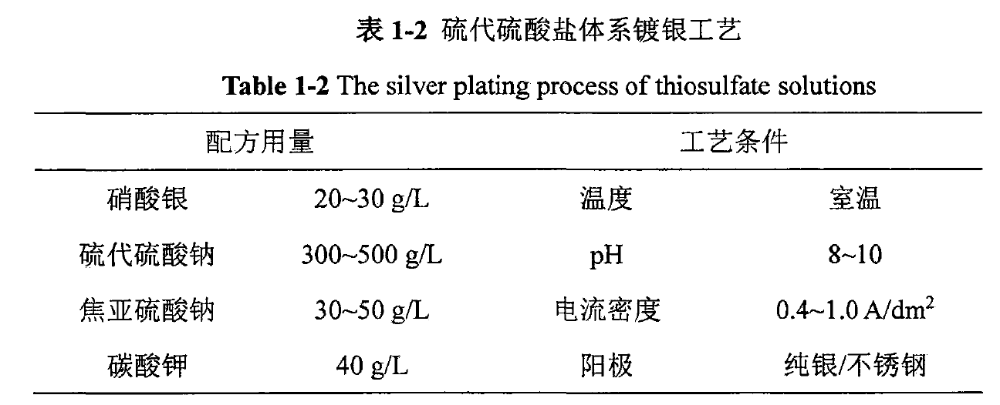 表 1-2 硫代硫酸盐体系镀银工艺
Table 1-2 The silver plating process of thiosulfate solutions
配方用量 工艺条件
硝酸银 20~30 g/L 温度 室温
硫代硫酸钠 300~500 g/L pH 8~10
焦亚硫酸钠 30~50 g/L 电流密度 0.4~1.0 A/dm²
碳酸钾 40 g/L 阳极 纯银/不锈钢